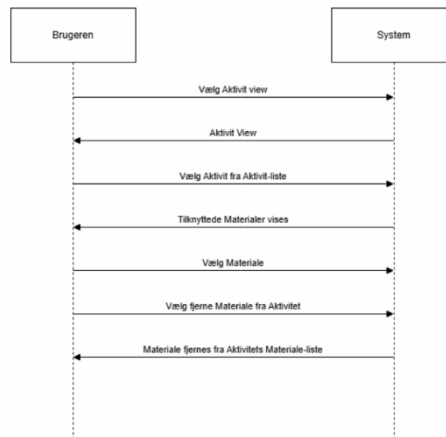 Brugeren
System
Vælg Aktivit view
Aktivit View
Vælg Aktivit fra Aktivit-liste
Tilknyttede Materialer vises
Vælg Materiale
Vælg fjerne Materiale fra Aktivitet
Materiale fjernes fra Aktivitets Materiale-liste